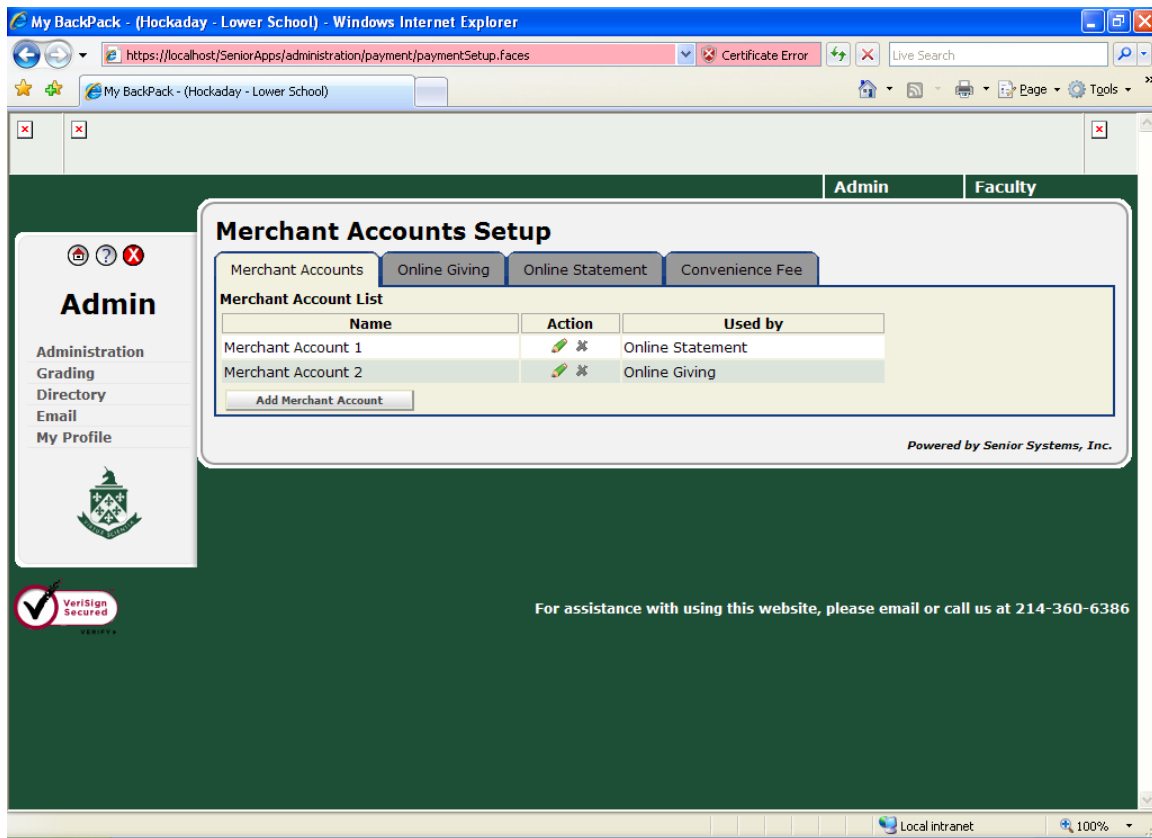 My BackPack - (Hockaday - Lower School) - Windows Internet Explorer
https://localhost/SeniorApps/administration/payment/paymentSetup.faces Certificate Error Live Search
My BackPack - (Hockaday - Lower School) Page Tools
Admin Faculty
Merchant Accounts Setup
Merchant Accounts Online Giving Online Statement Convenience Fee
Merchant Account List
Name Action Used by
Merchant Account 1 Online Statement
Merchant Account 2 Online Giving
Add Merchant Account
Powered by Senior Systems, Inc.
Admin
Administration
Grading
Directory
Email
My Profile
VeriSign
Secured
VERIFY
For assistance with using this website, please email or call us at 214-360-6386
Local intranet 100%